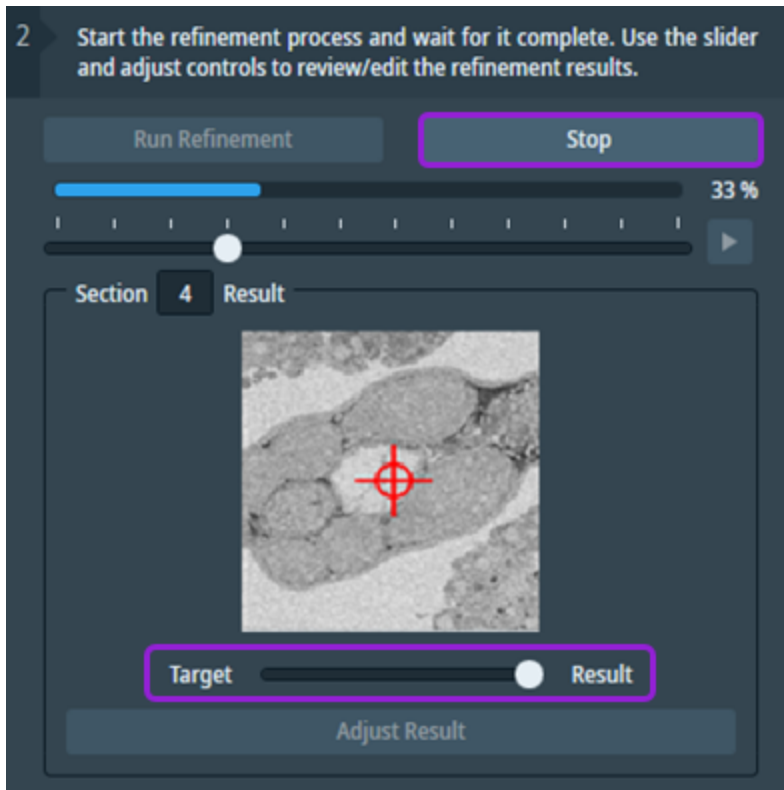 2
Start the refinement process and wait for it complete. Use the slider
and adjust controls to review/edit the refinement results.
Run Refinement
Stop
33 %
Section 4 Result
Target
Result
Adjust Result